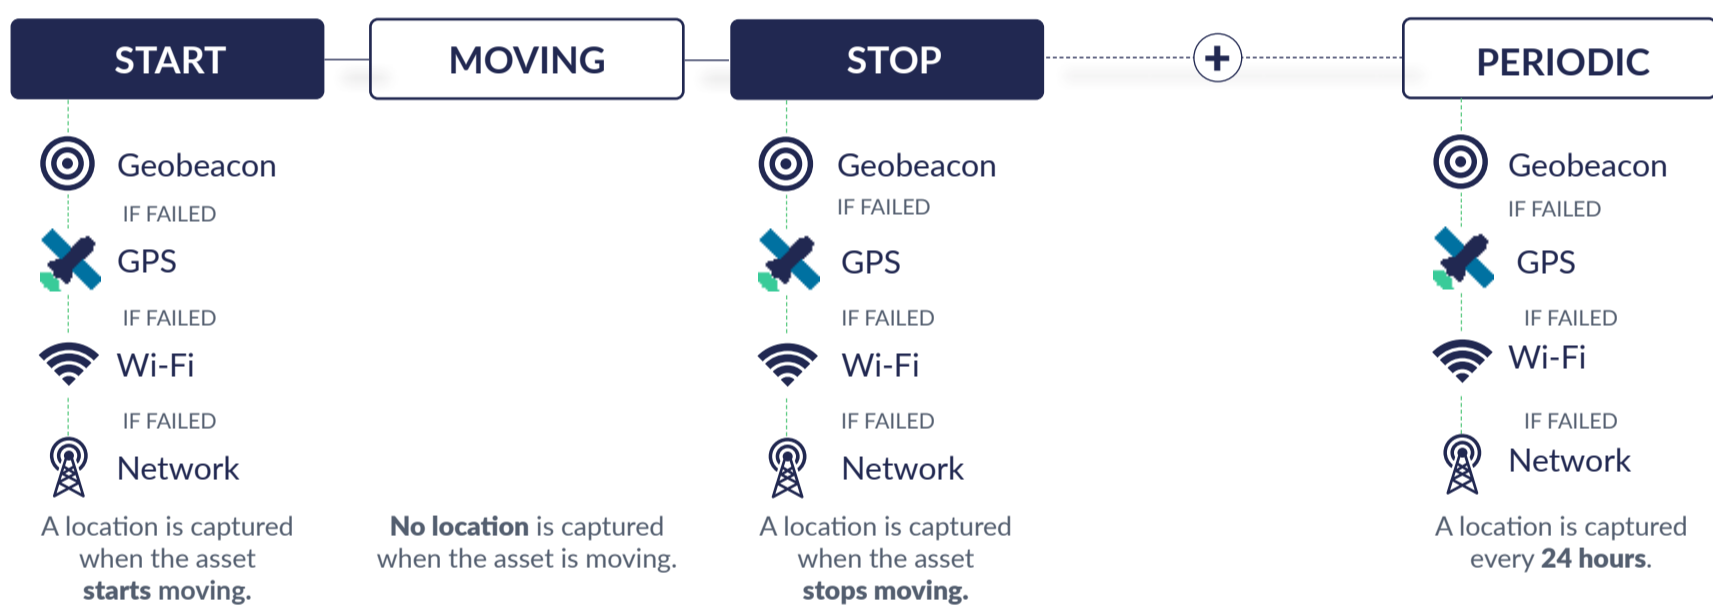 START
MOVING
STOP
+
PERIODIC
Geobeacon
IF FAILED
GPS
IF FAILED
Wi-Fi
IF FAILED
Network
A location is captured
when the asset
starts moving.
No location is captured
when the asset is moving.
Geobeacon
IF FAILED
GPS
IF FAILED
Wi-Fi
IF FAILED
Network
A location is captured
when the asset
stops moving.
Geobeacon
IF FAILED
GPS
IF FAILED
Wi-Fi
IF FAILED
Network
A location is captured
every 24 hours.